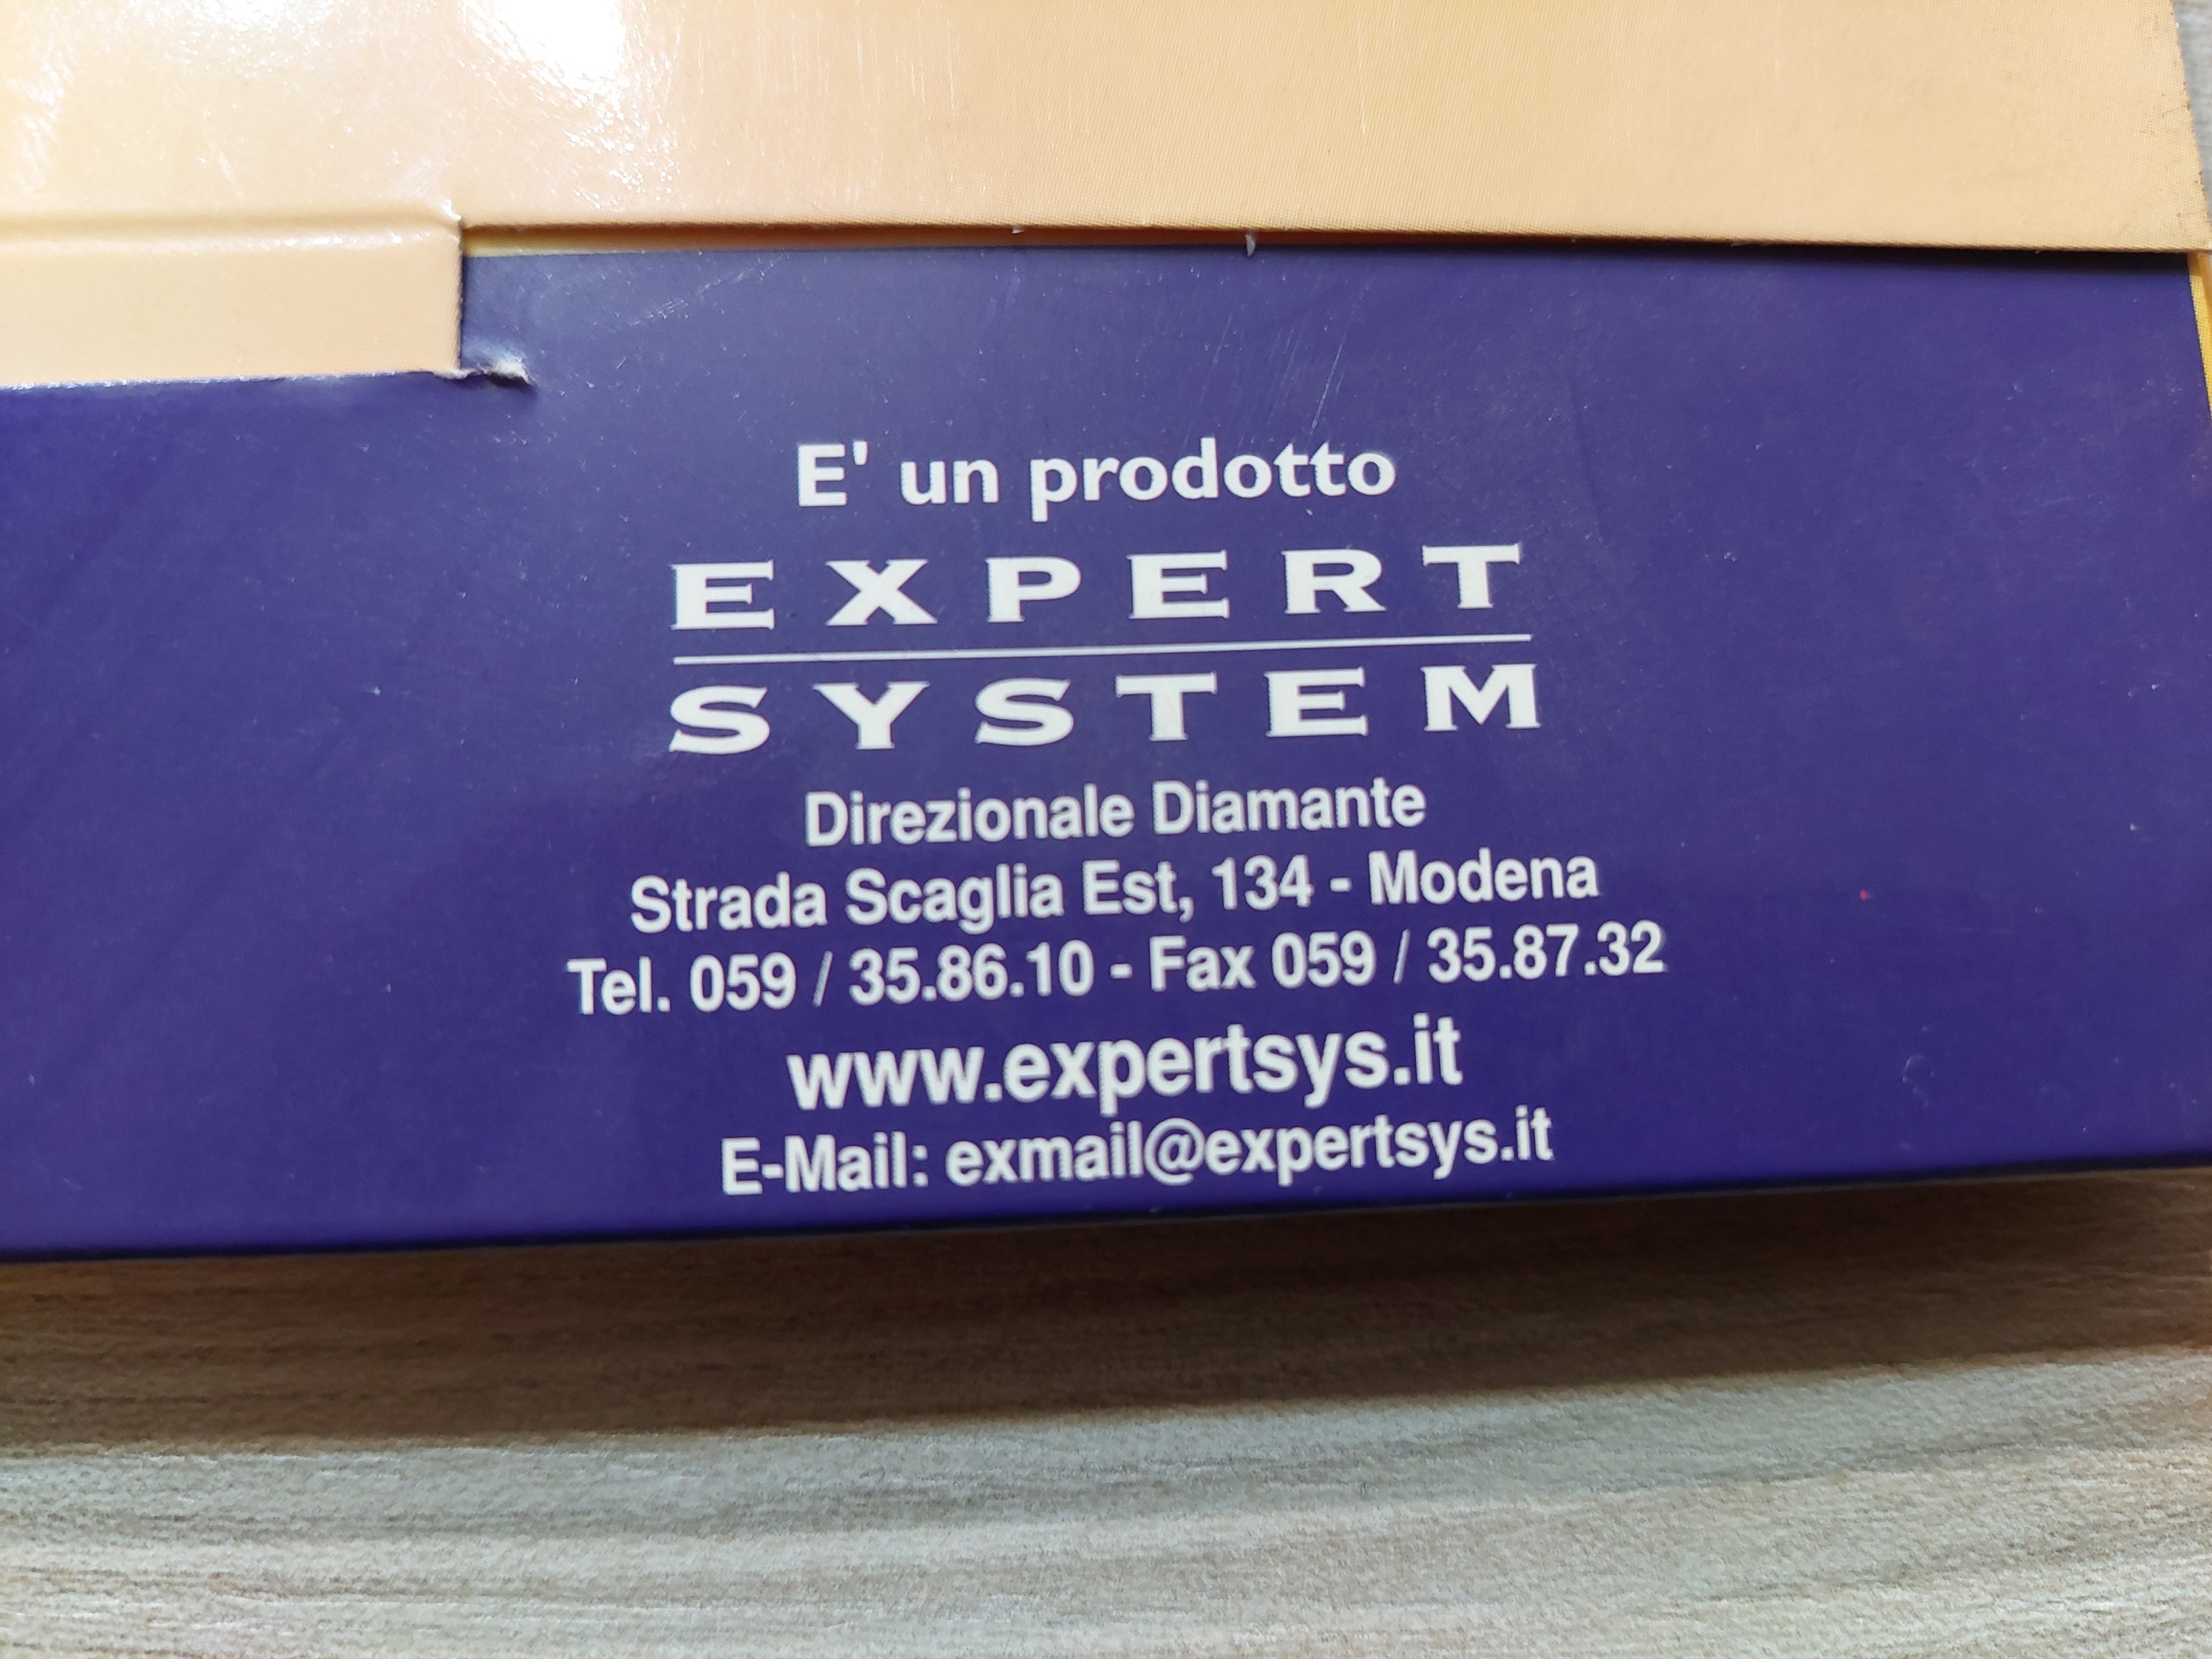 E' un prodotto
EXPERT
SYSTEM
Direzionale Diamante
Strada Scaglia Est, 134 - Modena
Tel. 059 / 35.86.10 - Fax 059 / 35.87.32
www.expertsys.it
E-Mail: exmail@expertsys.it